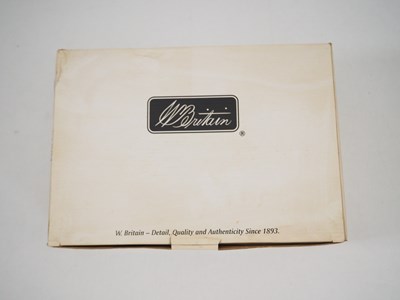 W Britain
®
W. Britain – Detail, Quality and Authenticity Since 1893.